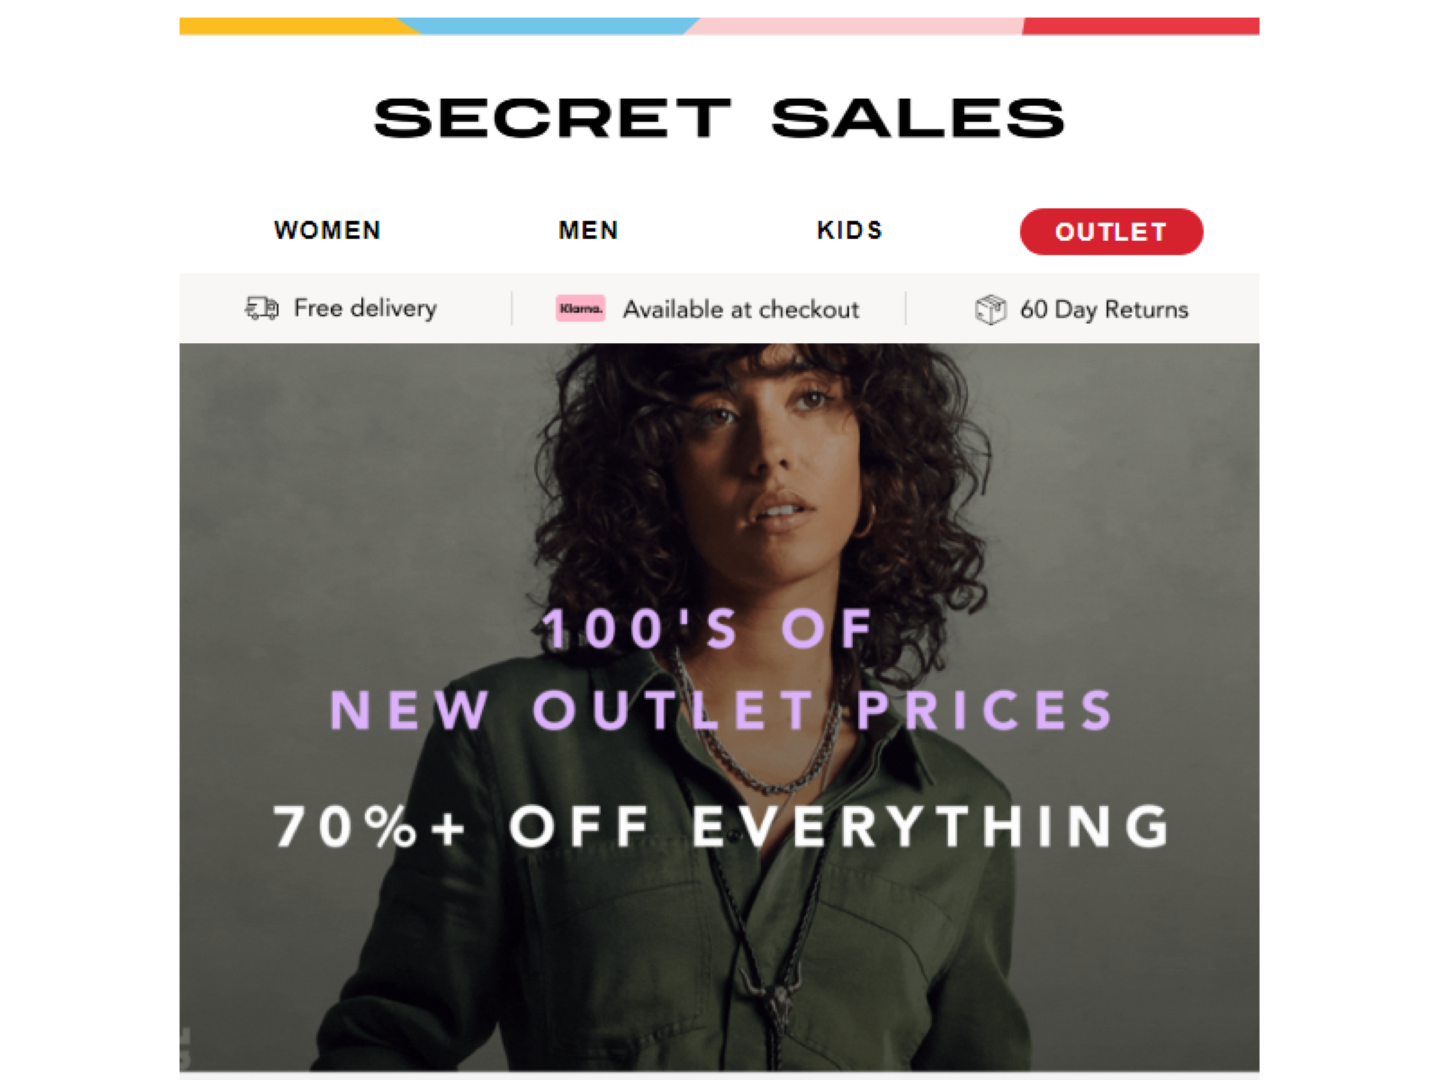 SECRET SALES
WOMEN MEN KIDS OUTLET
Free delivery Klarna. Available at checkout 60 Day Returns
100'S OF
NEW OUTLET PRICES
70%+ OFF EVERYTHING